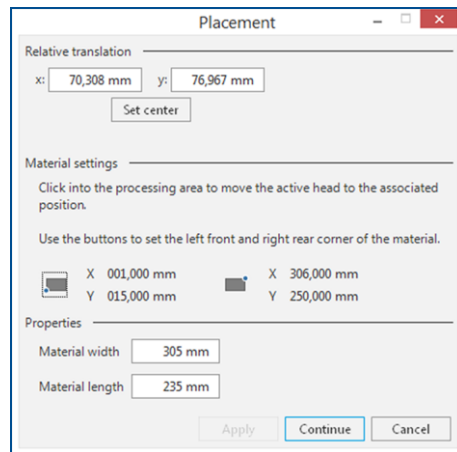 Placement
Relative translation
x: 70,308 mm y: 76,967 mm
Set center
Material settings
Click into the processing area to move the active head to the associated
position.
Use the buttons to set the left front and right rear corner of the material.
X 001,000 mm X 306,000 mm
Y 015,000 mm Y 250,000 mm
Properties
Material width 305 mm
Material length 235 mm
Apply Continue Cancel